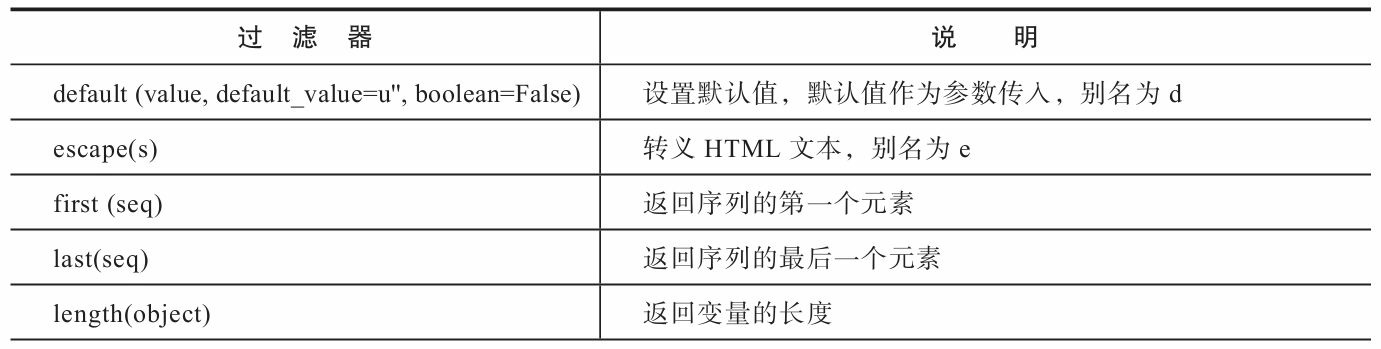 过 滤 器 说 明
default (value, default_value=u'', boolean=False) 设置默认值，默认值作为参数传入，别名为 d
escape(s) 转义 HTML 文本，别名为 e
first (seq) 返回序列的第一个元素
last(seq) 返回序列的最后一个元素
length(object) 返回变量的长度